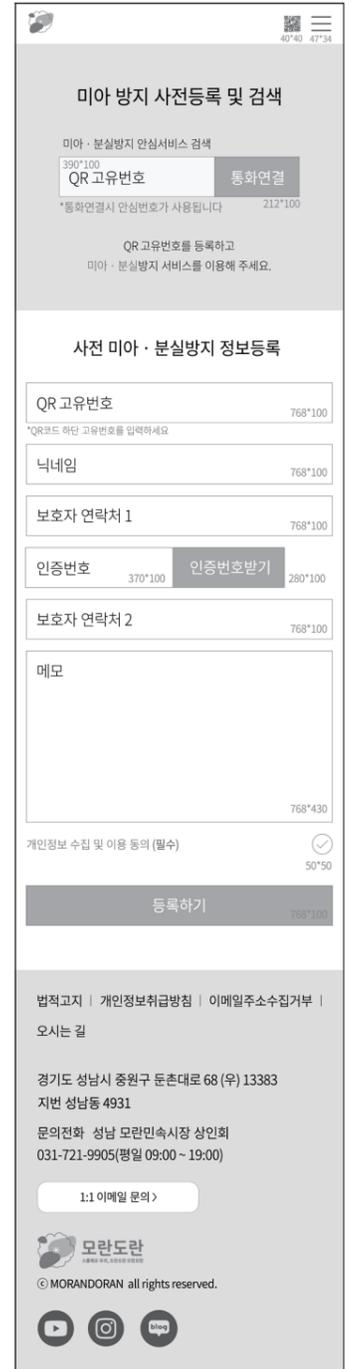 40*40 47*34
미아 방지 사전등록 및 검색
미아 · 분실방지 안심서비스 검색
390*100
QR 고유번호 통화연결
*통화연결시 안심번호가 사용됩니다 212*100
QR 고유번호를 등록하고
미아 · 분실방지 서비스를 이용해 주세요.
사전 미아 · 분실방지 정보등록
QR 고유번호 768*100
*QR코드 하단 고유번호를 입력하세요
닉네임 768*100
보호자 연락처 1 768*100
인증번호 370*100 인증번호받기 280*100
보호자 연락처 2 768*100
메모
768*430
개인정보 수집 및 이용 동의 (필수)
50*50
등록하기 768*100
법적고지 | 개인정보취급방침 | 이메일주소수집거부 |
오시는 길
경기도 성남시 중원구 둔촌대로 68 (우) 13383
지번 성남동 4931
문의전화 성남 모란민속시장 상인회
031-721-9905(평일 09:00 ~ 19:00)
1:1 이메일 문의 >
모란도란
ⓒ MORANDORAN all rights reserved.
blog